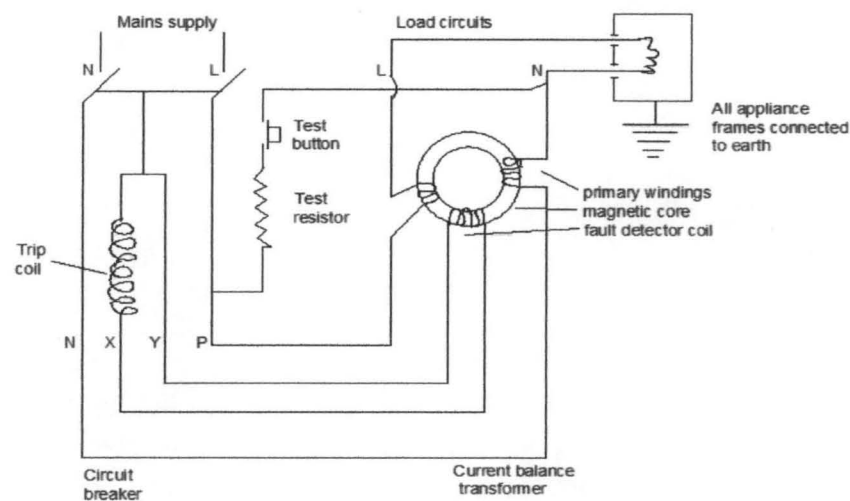 Mains supply
Load circuits
N
L
L
N
Test
button
All appliance
frames connected
to earth
Test
resistor
primary windings
magnetic core
fault detector coil
Trip
coil
N
X
Y
P
Circuit
breaker
Current balance
transformer